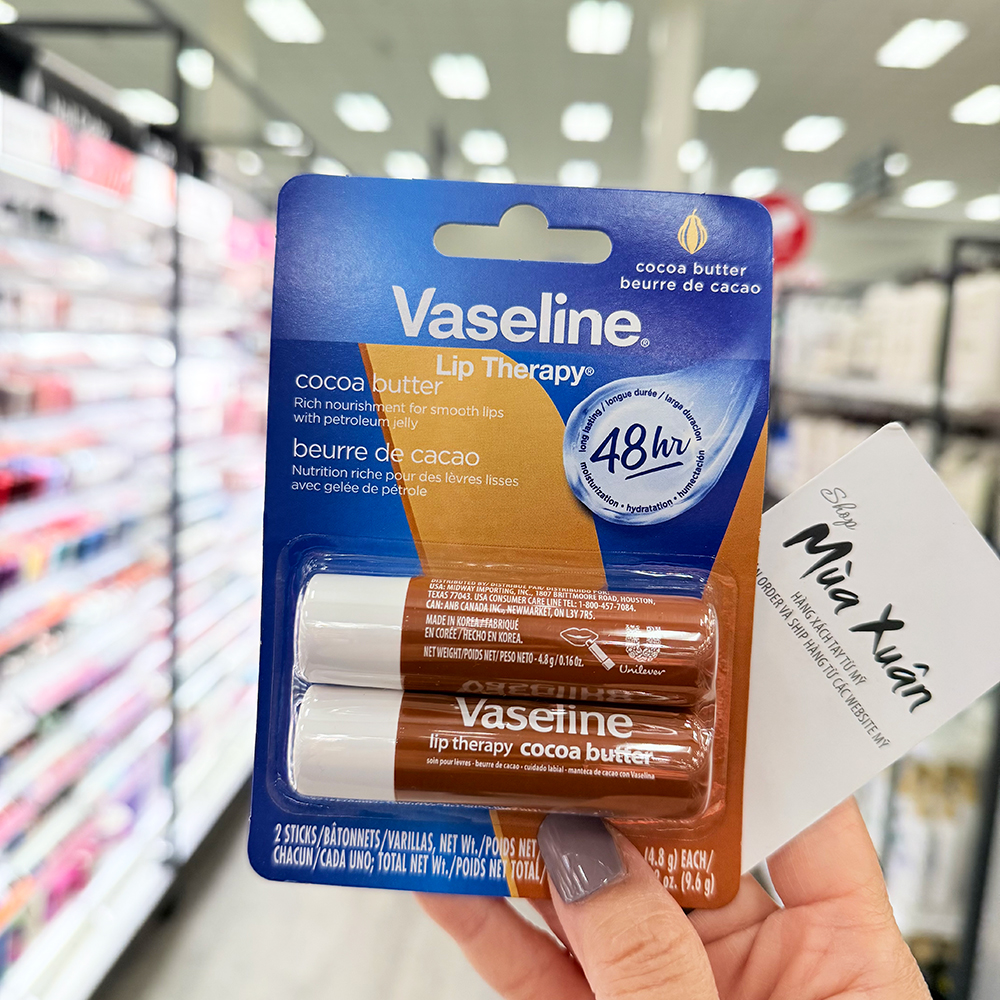 cocoa butter
beurre de cacao
Vaseline®
Lip Therapy®
cocoa butter
Rich nourishment for smooth lips
with petroleum jelly
beurre de cacao
Nutrition riche pour des lèvres lisses
avec gelée de pétrole
long lasting / longue durée / larga duración
48hr
moisturization • hydratation • humectación
DISTRIBUTED BY/ DISTRIBUÉ PAR/ DISTRIBUIDO POR:
USA: MIDWAY IMPORTING, INC., 1807 BRITTMOORE ROAD, HOUSTON,
TEXAS 77043. USA CONSUMER CARE LINE TEL: 1-800-457-7084.
CAN: ANB CANADA INC., NEWMARKET, ON L3Y 7R5.
MADE IN KOREA/FABRIQUÉ
EN CORÉE/HECHO EN KOREA.
NET WEIGHT/POIDS NET/ PESO NETO - 4.8 g/0.16 oz.
Unilever
Vaseline
lip therapy cocoa butter
soin pour lèvres - beurre de cacao - cuidado labial - manteca de cacao con Vaselina
2 STICKS/BÂTONNETS/VARILLAS, NET Wt./POIDS NET (4.8 g) EACH/
CHACUN/CADA UNO; TOTAL NET Wt./POIDS NET TOTAL/ oz. (9.6 g)
Shop
Mùa Xuân
HÀNG XÁCH TAY TỪ MỸ
ORDER VÀ SHIP HÀNG TỪ CÁC WEBSITE MỸ